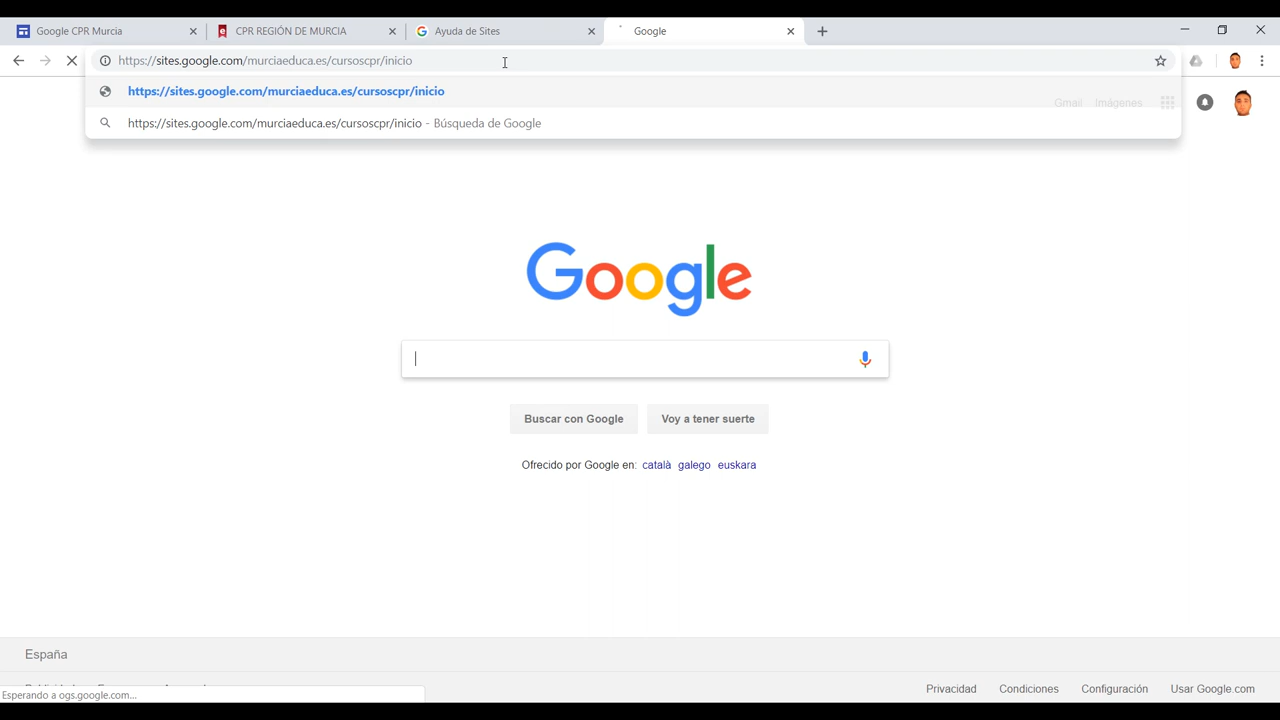 Google CPR Murcia
CPR REGIÓN DE MURCIA
Ayuda de Sites
Google
https://sites.google.com/murciaeduca.es/cursoscpr/inicio
https://sites.google.com/murciaeduca.es/cursoscpr/inicio
https://sites.google.com/murciaeduca.es/cursoscpr/inicio - Búsqueda de Google
Gmail Imágenes
Google
Buscar con Google
Voy a tener suerte
Ofrecido por Google en: català galego euskara
España
Esperando a ogs.google.com...
Privacidad Condiciones Configuración Usar Google.com